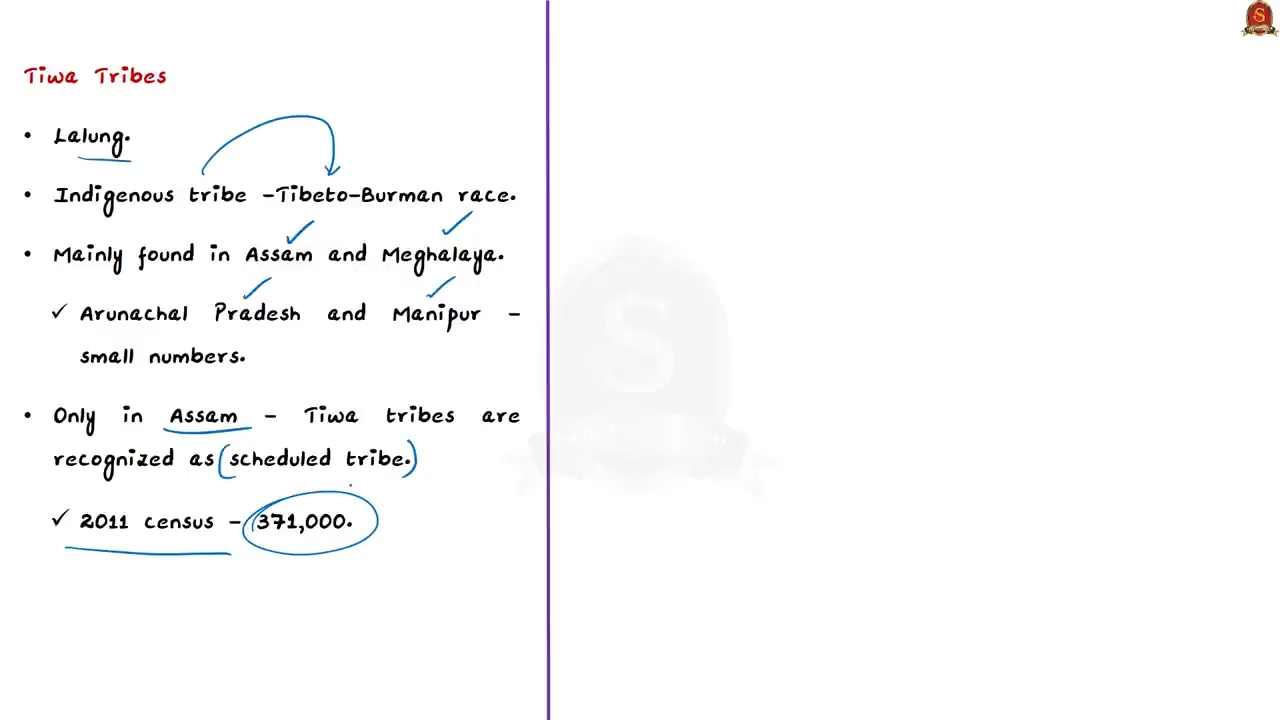 Tiwa Tribes
• Lalung.
• Indigenous tribe -Tibeto-Burman race.
• Mainly found in Assam and Meghalaya.
✓ Arunachal Pradesh and Manipur -
small numbers.
• Only in Assam - Tiwa tribes are
recognized as (scheduled tribe.)
✓ 2011 census - 371,000.
S
S